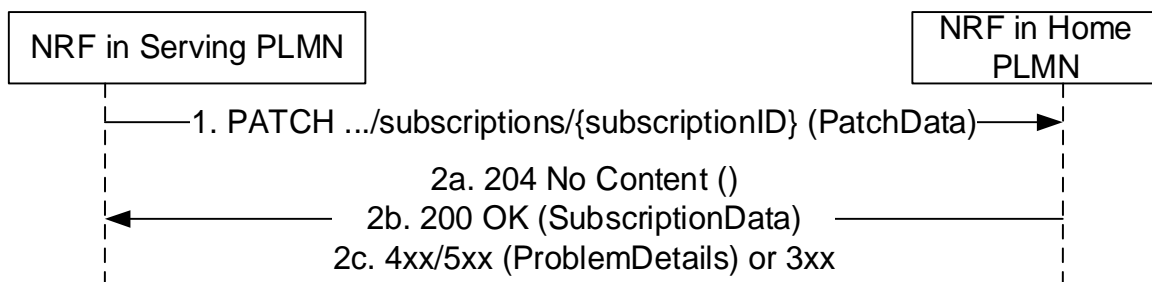 NRF in Serving PLMN
NRF in Home
PLMN
1. PATCH .../subscriptions/{subscriptionID} (PatchData)
2a. 204 No Content ()
2b. 200 OK (SubscriptionData)
2c. 4xx/5xx (ProblemDetails) or 3xx